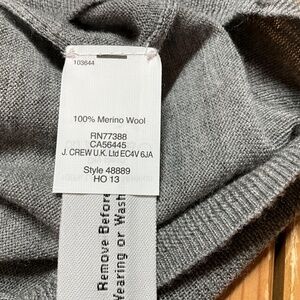 103644
100% Merino Wool
RN77388
CA56445
J. CREW U.K. Ltd EC4V 6JA
Style 48889
HO 13
Remove Before
Wearing or Wash